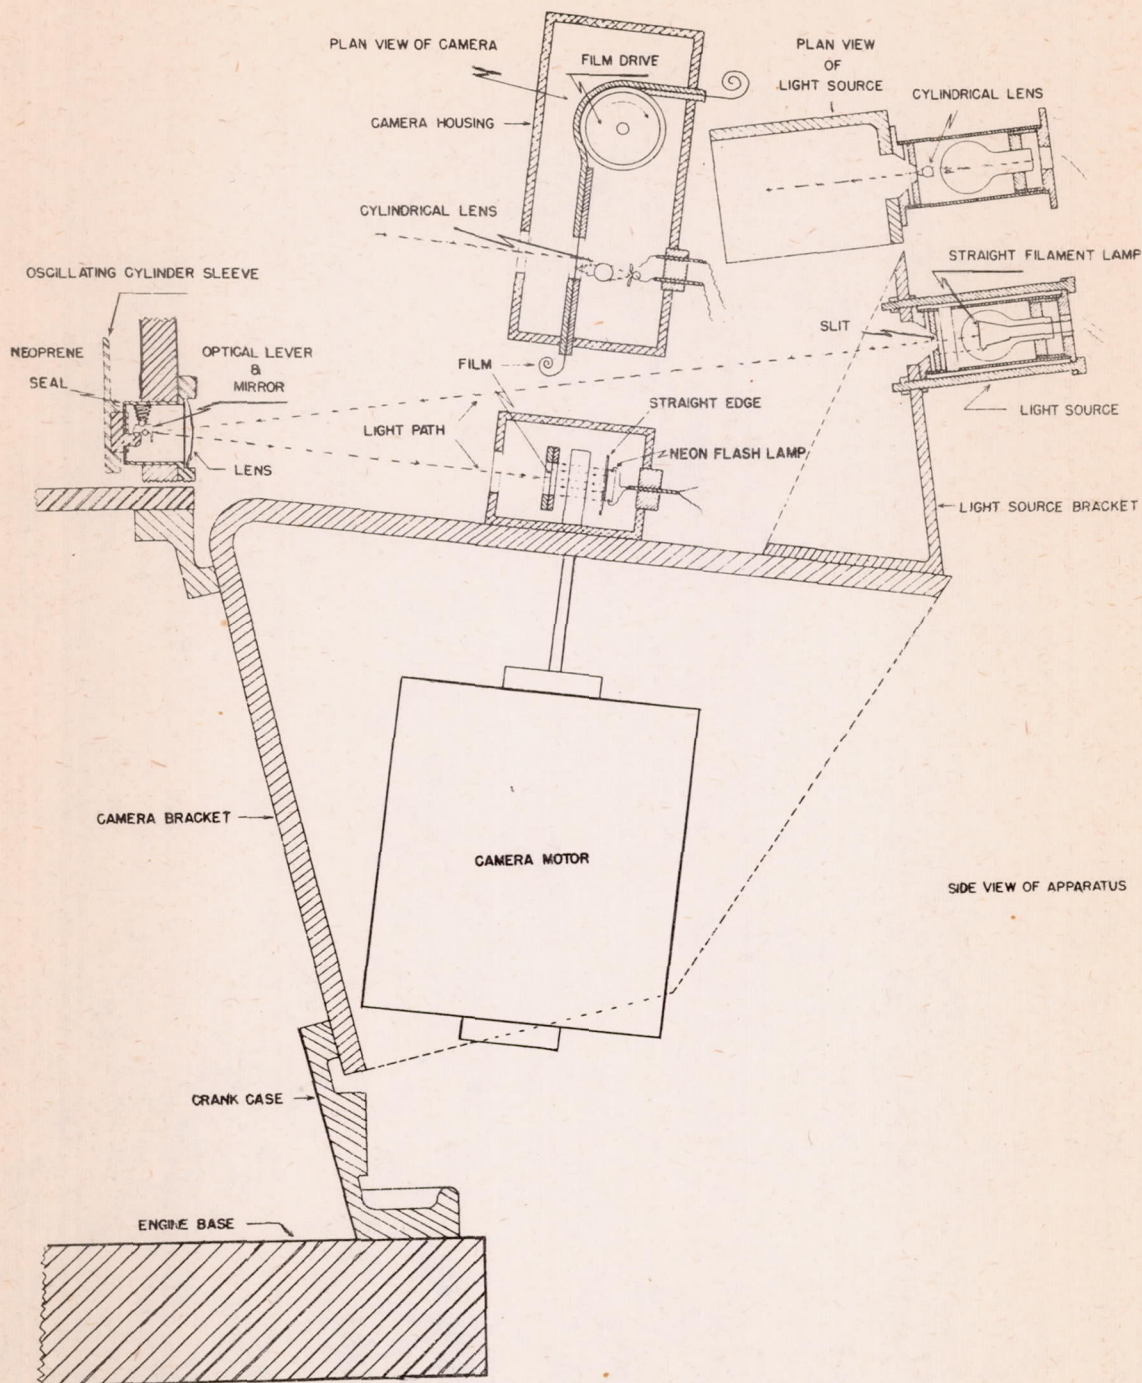 PLAN VIEW OF CAMERA
FILM DRIVE
PLAN VIEW
OF
LIGHT SOURCE
CYLINDRICAL LENS
CAMERA HOUSING
CYLINDRICAL LENS
STRAIGHT FILAMENT LAMP
OSCILLATING CYLINDER SLEEVE
SLIT
NEOPRENE
SEAL
OPTICAL LEVER
&
MIRROR
FILM
STRAIGHT EDGE
LIGHT SOURCE
LIGHT PATH
NEON FLASH LAMP
LENS
LIGHT SOURCE BRACKET
CAMERA BRACKET
CAMERA MOTOR
SIDE VIEW OF APPARATUS
CRANK CASE
ENGINE BASE